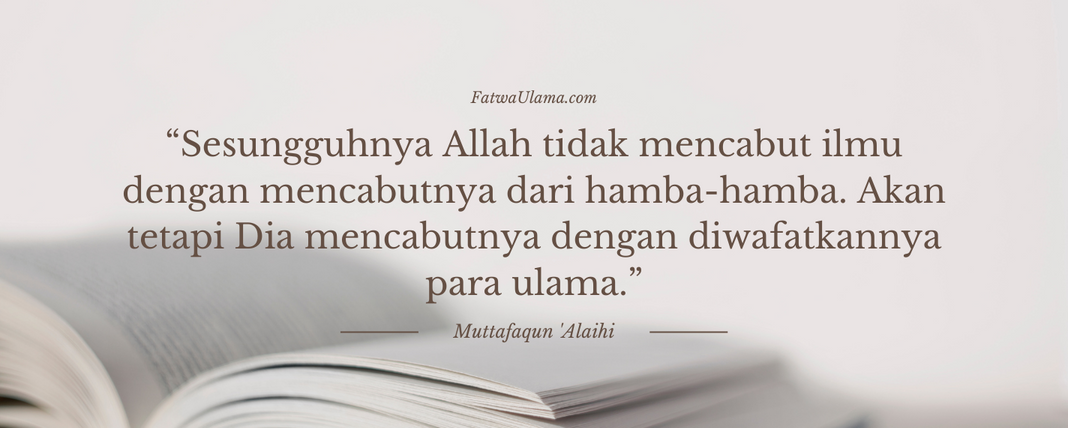 FatwaUlama.com
“Sesungguhnya Allah tidak mencabut ilmu
dengan mencabutnya dari hamba-hamba. Akan
tetapi Dia mencabutnya dengan diwafatkannya
para ulama.”
Muttafaqun 'Alaihi